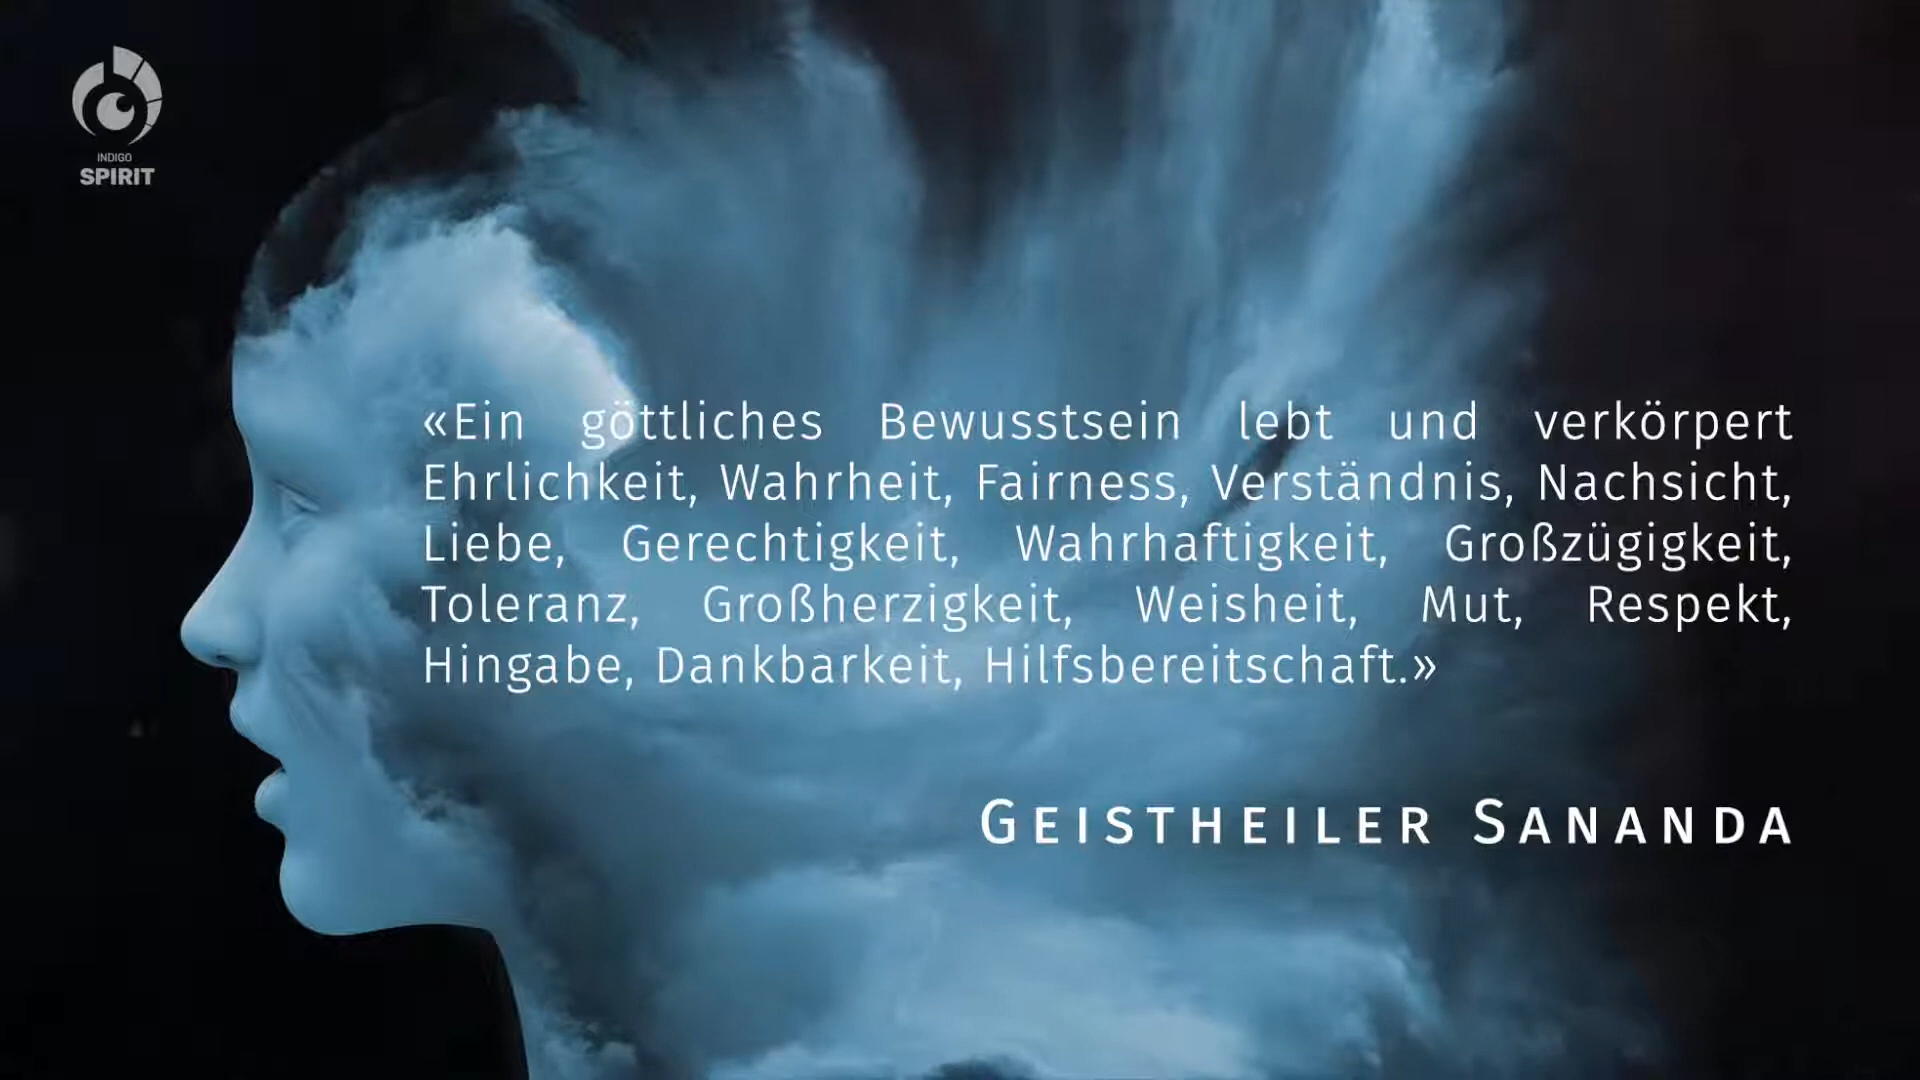 INDIGO
SPIRIT
«Ein göttliches Bewusstsein lebt und verkörpert
Ehrlichkeit, Wahrheit, Fairness, Verständnis, Nachsicht,
Liebe, Gerechtigkeit, Wahrhaftigkeit, Großzügigkeit,
Toleranz, Großherzigkeit, Weisheit, Mut, Respekt,
Hingabe, Dankbarkeit, Hilfsbereitschaft.»
GEISTHEILER SANANDA